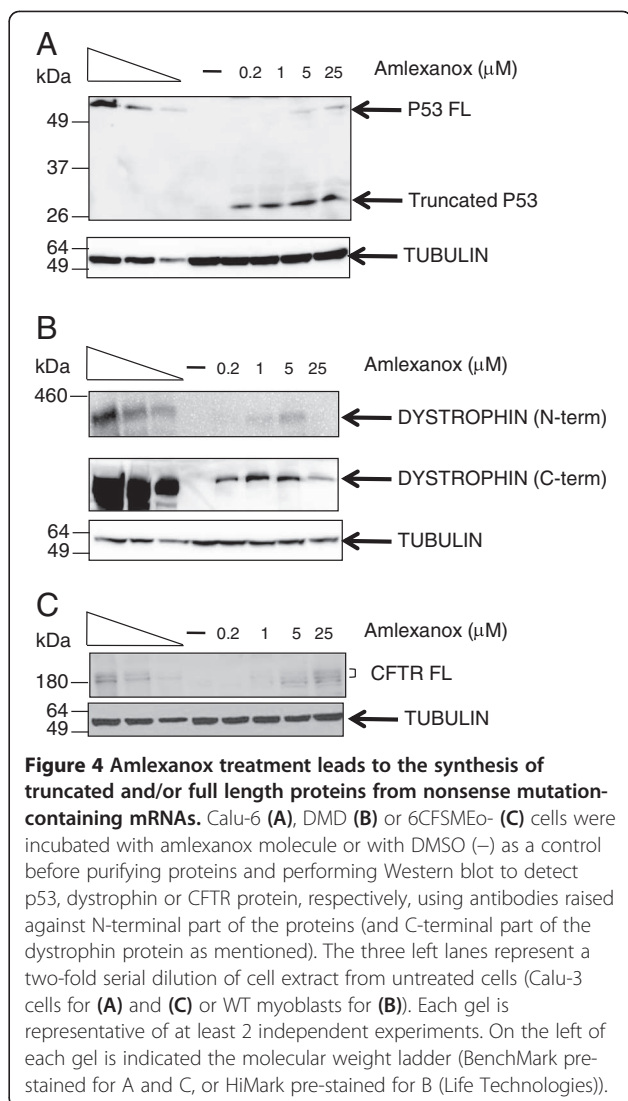 A
kDa
— 0.2 1 5 25 Amlexanox (μM)
49
37
26
P53 FL
Truncated P53
64
49
TUBULIN
B
kDa
— 0.2 1 5 25 Amlexanox (μM)
460
DYSTROPHIN (N-term)
DYSTROPHIN (C-term)
64
49
TUBULIN
C
kDa
— 0.2 1 5 25 Amlexanox (μM)
180
CFTR FL
64
49
TUBULIN
Figure 4 Amlexanox treatment leads to the synthesis of
truncated and/or full length proteins from nonsense mutation-
containing mRNAs. Calu-6 (A), DMD (B) or 6CFSMEo- (C) cells were
incubated with amlexanox molecule or with DMSO (−) as a control
before purifying proteins and performing Western blot to detect
p53, dystrophin or CFTR protein, respectively, using antibodies raised
against N-terminal part of the proteins (and C-terminal part of the
dystrophin protein as mentioned). The three left lanes represent a
two-fold serial dilution of cell extract from untreated cells (Calu-3
cells for (A) and (C) or WT myoblasts for (B)). Each gel is
representative of at least 2 independent experiments. On the left of
each gel is indicated the molecular weight ladder (BenchMark pre-
stained for A and C, or HiMark pre-stained for B (Life Technologies)).